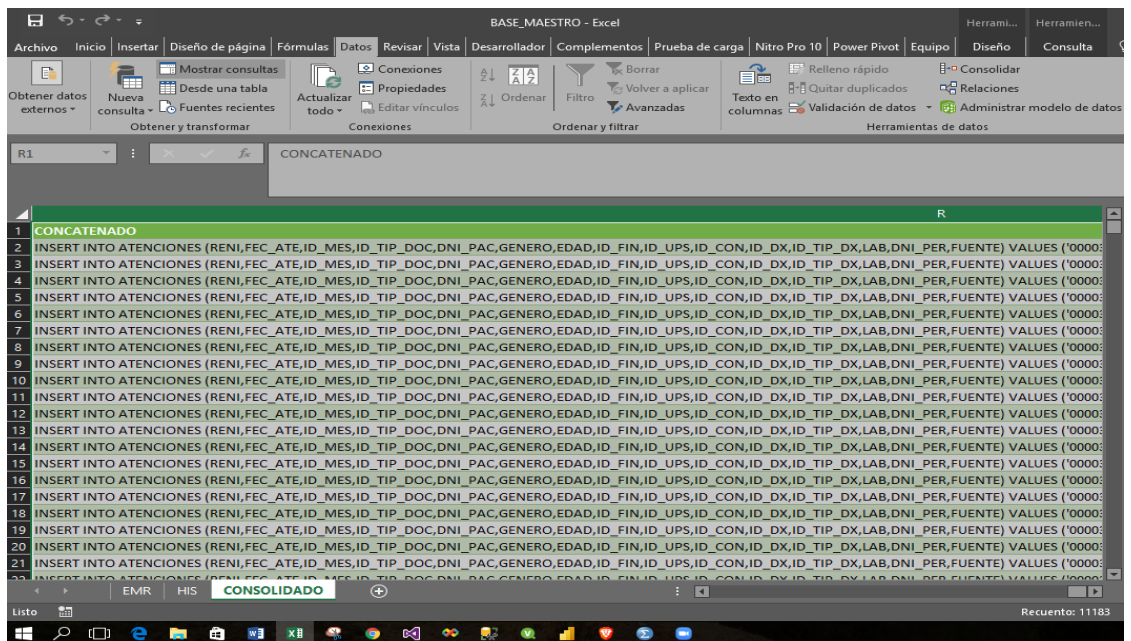 BASE_MAESTRO - Excel
Herrami...
Herramien...
Archivo Inicio Insertar Diseño de página Fórmulas Datos Revisar Vista Desarrollador Complementos Prueba de carga Nitro Pro 10 Power Pivot Equipo Diseño Consulta
Obtener datos externos
Nueva consulta
Mostrar consultas
Desde una tabla
Fuentes recientes
Obtener y transformar
Actualizar todo
Conexiones
Propiedades
Editar vínculos
Conexiones
Ordenar
Filtro
Borrar
Volver a aplicar
Avanzadas
Ordenar y filtrar
Texto en columnas
Relleno rápido
Quitar duplicados
Validación de datos
Consolidar
Relaciones
Administrar modelo de datos
Herramientas de datos
R1
fx
CONCATENADO
R
1 CONCATENADO
2 INSERT INTO ATENCIONES (RENI,FEC_ATE,ID_MES,ID_TIP_DOC,DNI_PAC,GENERO,EDAD,ID_FIN,ID_UPS,ID_CON,ID_DX,ID_TIP_DX,LAB,DNI_PER,FUENTE) VALUES ('0000
3 INSERT INTO ATENCIONES (RENI,FEC_ATE,ID_MES,ID_TIP_DOC,DNI_PAC,GENERO,EDAD,ID_FIN,ID_UPS,ID_CON,ID_DX,ID_TIP_DX,LAB,DNI_PER,FUENTE) VALUES ('0000
4 INSERT INTO ATENCIONES (RENI,FEC_ATE,ID_MES,ID_TIP_DOC,DNI_PAC,GENERO,EDAD,ID_FIN,ID_UPS,ID_CON,ID_DX,ID_TIP_DX,LAB,DNI_PER,FUENTE) VALUES ('0000
5 INSERT INTO ATENCIONES (RENI,FEC_ATE,ID_MES,ID_TIP_DOC,DNI_PAC,GENERO,EDAD,ID_FIN,ID_UPS,ID_CON,ID_DX,ID_TIP_DX,LAB,DNI_PER,FUENTE) VALUES ('0000
6 INSERT INTO ATENCIONES (RENI,FEC_ATE,ID_MES,ID_TIP_DOC,DNI_PAC,GENERO,EDAD,ID_FIN,ID_UPS,ID_CON,ID_DX,ID_TIP_DX,LAB,DNI_PER,FUENTE) VALUES ('0000
7 INSERT INTO ATENCIONES (RENI,FEC_ATE,ID_MES,ID_TIP_DOC,DNI_PAC,GENERO,EDAD,ID_FIN,ID_UPS,ID_CON,ID_DX,ID_TIP_DX,LAB,DNI_PER,FUENTE) VALUES ('0000
8 INSERT INTO ATENCIONES (RENI,FEC_ATE,ID_MES,ID_TIP_DOC,DNI_PAC,GENERO,EDAD,ID_FIN,ID_UPS,ID_CON,ID_DX,ID_TIP_DX,LAB,DNI_PER,FUENTE) VALUES ('0000
9 INSERT INTO ATENCIONES (RENI,FEC_ATE,ID_MES,ID_TIP_DOC,DNI_PAC,GENERO,EDAD,ID_FIN,ID_UPS,ID_CON,ID_DX,ID_TIP_DX,LAB,DNI_PER,FUENTE) VALUES ('0000
10 INSERT INTO ATENCIONES (RENI,FEC_ATE,ID_MES,ID_TIP_DOC,DNI_PAC,GENERO,EDAD,ID_FIN,ID_UPS,ID_CON,ID_DX,ID_TIP_DX,LAB,DNI_PER,FUENTE) VALUES ('0000
11 INSERT INTO ATENCIONES (RENI,FEC_ATE,ID_MES,ID_TIP_DOC,DNI_PAC,GENERO,EDAD,ID_FIN,ID_UPS,ID_CON,ID_DX,ID_TIP_DX,LAB,DNI_PER,FUENTE) VALUES ('0000
12 INSERT INTO ATENCIONES (RENI,FEC_ATE,ID_MES,ID_TIP_DOC,DNI_PAC,GENERO,EDAD,ID_FIN,ID_UPS,ID_CON,ID_DX,ID_TIP_DX,LAB,DNI_PER,FUENTE) VALUES ('0000
13 INSERT INTO ATENCIONES (RENI,FEC_ATE,ID_MES,ID_TIP_DOC,DNI_PAC,GENERO,EDAD,ID_FIN,ID_UPS,ID_CON,ID_DX,ID_TIP_DX,LAB,DNI_PER,FUENTE) VALUES ('0000
14 INSERT INTO ATENCIONES (RENI,FEC_ATE,ID_MES,ID_TIP_DOC,DNI_PAC,GENERO,EDAD,ID_FIN,ID_UPS,ID_CON,ID_DX,ID_TIP_DX,LAB,DNI_PER,FUENTE) VALUES ('0000
15 INSERT INTO ATENCIONES (RENI,FEC_ATE,ID_MES,ID_TIP_DOC,DNI_PAC,GENERO,EDAD,ID_FIN,ID_UPS,ID_CON,ID_DX,ID_TIP_DX,LAB,DNI_PER,FUENTE) VALUES ('0000
16 INSERT INTO ATENCIONES (RENI,FEC_ATE,ID_MES,ID_TIP_DOC,DNI_PAC,GENERO,EDAD,ID_FIN,ID_UPS,ID_CON,ID_DX,ID_TIP_DX,LAB,DNI_PER,FUENTE) VALUES ('0000
17 INSERT INTO ATENCIONES (RENI,FEC_ATE,ID_MES,ID_TIP_DOC,DNI_PAC,GENERO,EDAD,ID_FIN,ID_UPS,ID_CON,ID_DX,ID_TIP_DX,LAB,DNI_PER,FUENTE) VALUES ('0000
18 INSERT INTO ATENCIONES (RENI,FEC_ATE,ID_MES,ID_TIP_DOC,DNI_PAC,GENERO,EDAD,ID_FIN,ID_UPS,ID_CON,ID_DX,ID_TIP_DX,LAB,DNI_PER,FUENTE) VALUES ('0000
19 INSERT INTO ATENCIONES (RENI,FEC_ATE,ID_MES,ID_TIP_DOC,DNI_PAC,GENERO,EDAD,ID_FIN,ID_UPS,ID_CON,ID_DX,ID_TIP_DX,LAB,DNI_PER,FUENTE) VALUES ('0000
20 INSERT INTO ATENCIONES (RENI,FEC_ATE,ID_MES,ID_TIP_DOC,DNI_PAC,GENERO,EDAD,ID_FIN,ID_UPS,ID_CON,ID_DX,ID_TIP_DX,LAB,DNI_PER,FUENTE) VALUES ('0000
21 INSERT INTO ATENCIONES (RENI,FEC_ATE,ID_MES,ID_TIP_DOC,DNI_PAC,GENERO,EDAD,ID_FIN,ID_UPS,ID_CON,ID_DX,ID_TIP_DX,LAB,DNI_PER,FUENTE) VALUES ('0000
EMR HIS CONSOLIDADO
Listo
Recuento: 11183